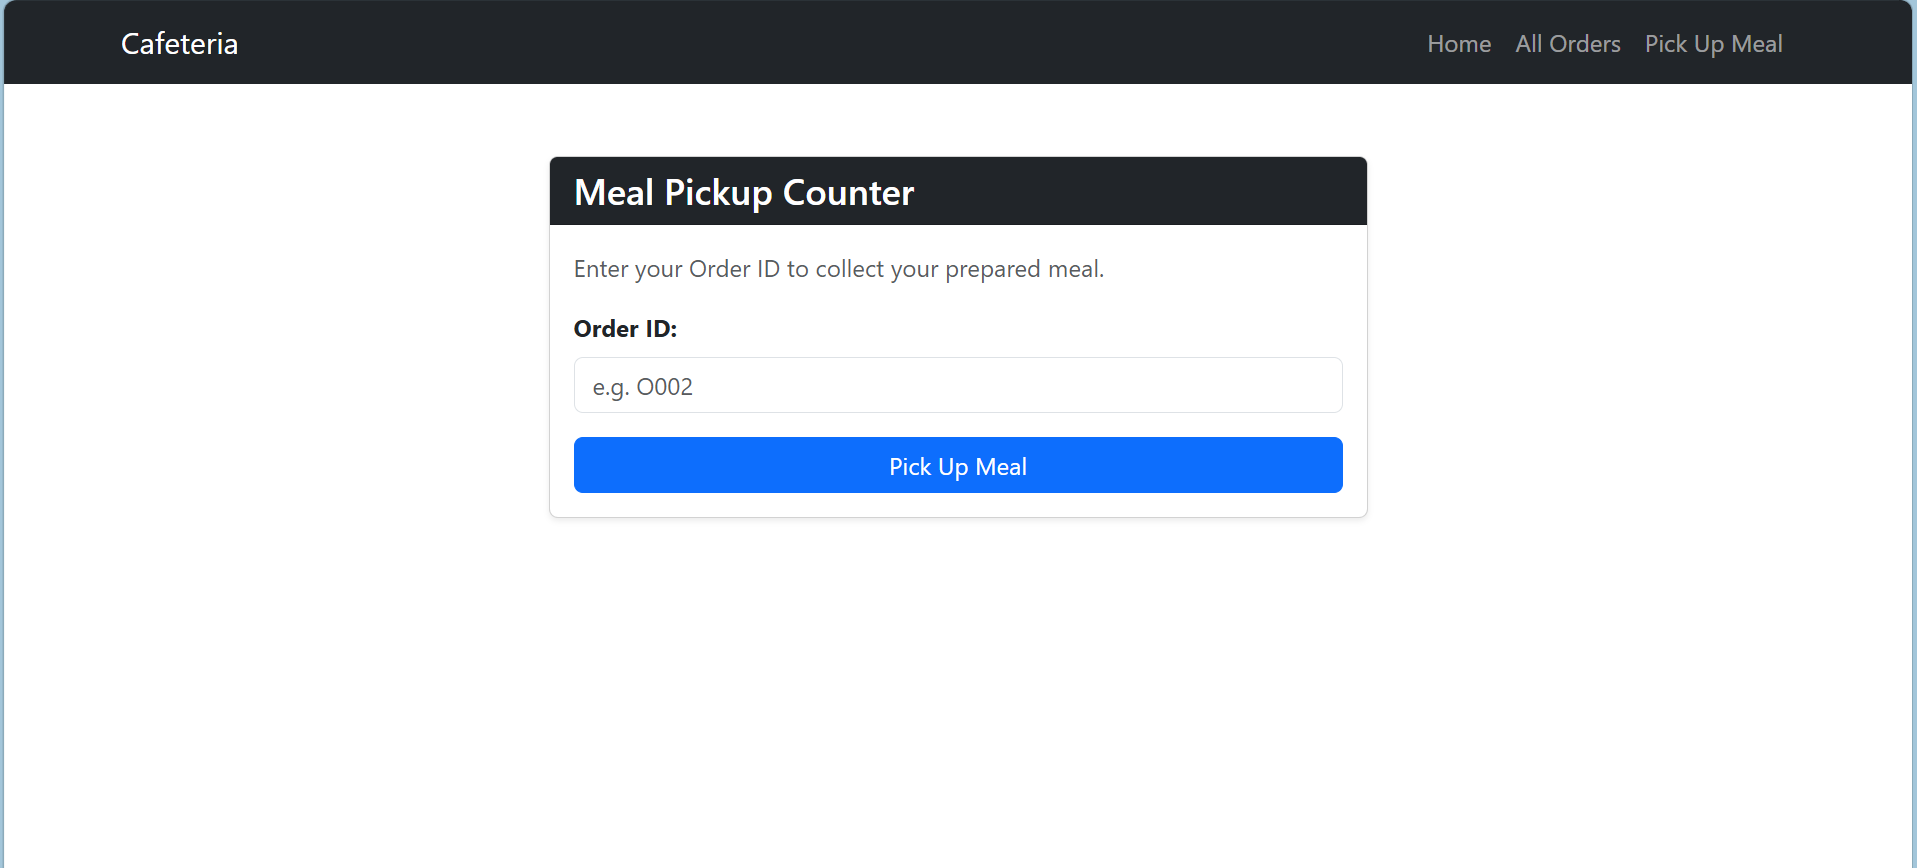 Cafeteria
Home All Orders Pick Up Meal
Meal Pickup Counter
Enter your Order ID to collect your prepared meal.
Order ID:
e.g. O002
Pick Up Meal